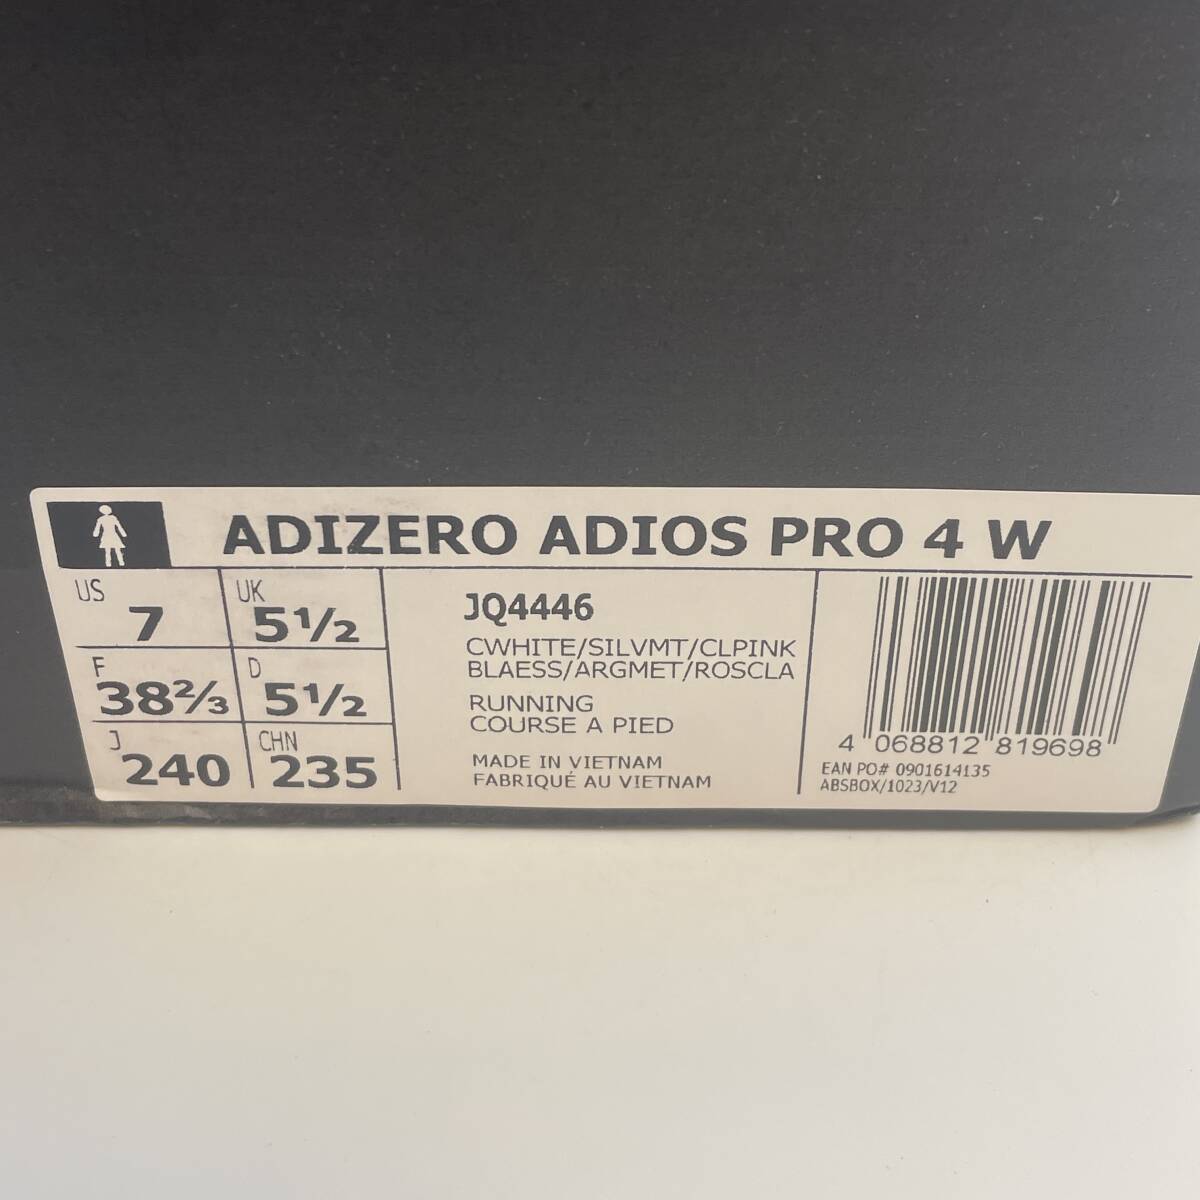 ADIZERO ADIOS PRO 4 W
US 7
UK 5½
F 38⅔
D 5½
J 240
CHN 235
JQ4446
CWHITE/SILVMT/CLPINK
BLAESS/ARGMET/ROSCLA
RUNNING
COURSE A PIED
MADE IN VIETNAM
FABRIQUÉ AU VIETNAM
4 068812 819698
EAN PO# 0901614135
ABSBOX/1023/V12